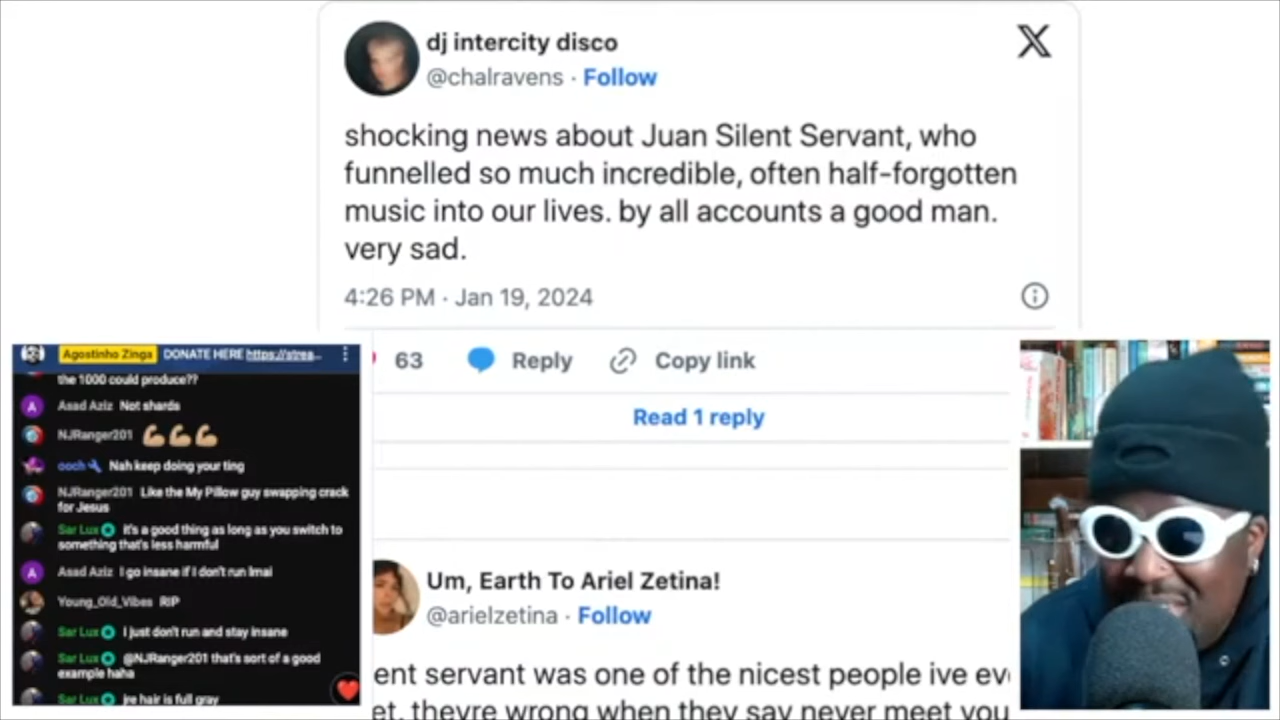 dj intercity disco
@chalravens · Follow
shocking news about Juan Silent Servant, who
funnelled so much incredible, often half-forgotten
music into our lives. by all accounts a good man.
very sad.
4:26 PM · Jan 19, 2024
63 Reply Copy link
Read 1 reply
Um, Earth To Ariel Zetina!
@arielzetina · Follow
ent servant was one of the nicest people ive ev
et. theyre wrong when they say never meet you
Agostinho Zinga DONATE HERE https://strea...
the 1000 could produce??
Asad Aziz Not shards
NJRanger201 💪🏼💪🏼💪🏼
ooch Nah keep doing your ting
NJRanger201 Like the My Pillow guy swapping crack
for Jesus
Sar Lux it's a good thing as long as you switch to
something that's less harmful
Asad Aziz I go insane if I don't run lmai
Young_Old_Vibes RIP
Sar Lux I just don't run and stay insane
Sar Lux @NJRanger201 that's sort of a good
example haha
Sar Lux jre hair is full gray